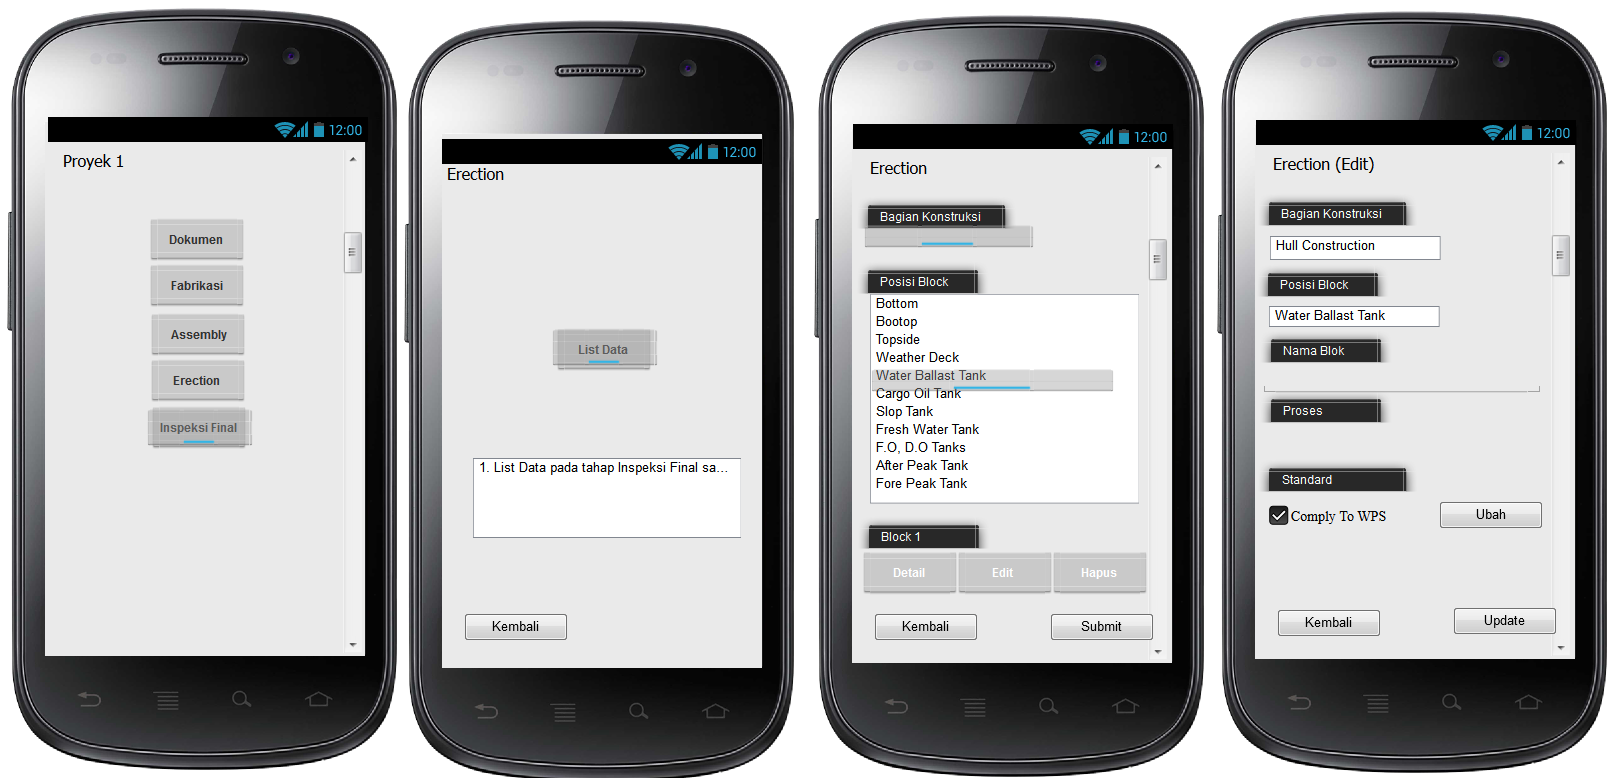 12:00
Proyek 1
Dokumen
Fabrikasi
Assembly
Erection
Inspeksi Final
12:00
Erection
List Data
1. List Data pada tahap Inspeksi Final sa...
Kembali
12:00
Erection
Bagian Konstruksi
Posisi Block
Bottom
Bootop
Topside
Weather Deck
Water Ballast Tank
Cargo Oil Tank
Slop Tank
Fresh Water Tank
F.O, D.O Tanks
After Peak Tank
Fore Peak Tank
Block 1
Detail Edit Hapus
Kembali Submit
12:00
Erection (Edit)
Bagian Konstruksi
Hull Construction
Posisi Block
Water Ballast Tank
Nama Blok
Proses
Standard
Comply To WPS Ubah
Kembali Update